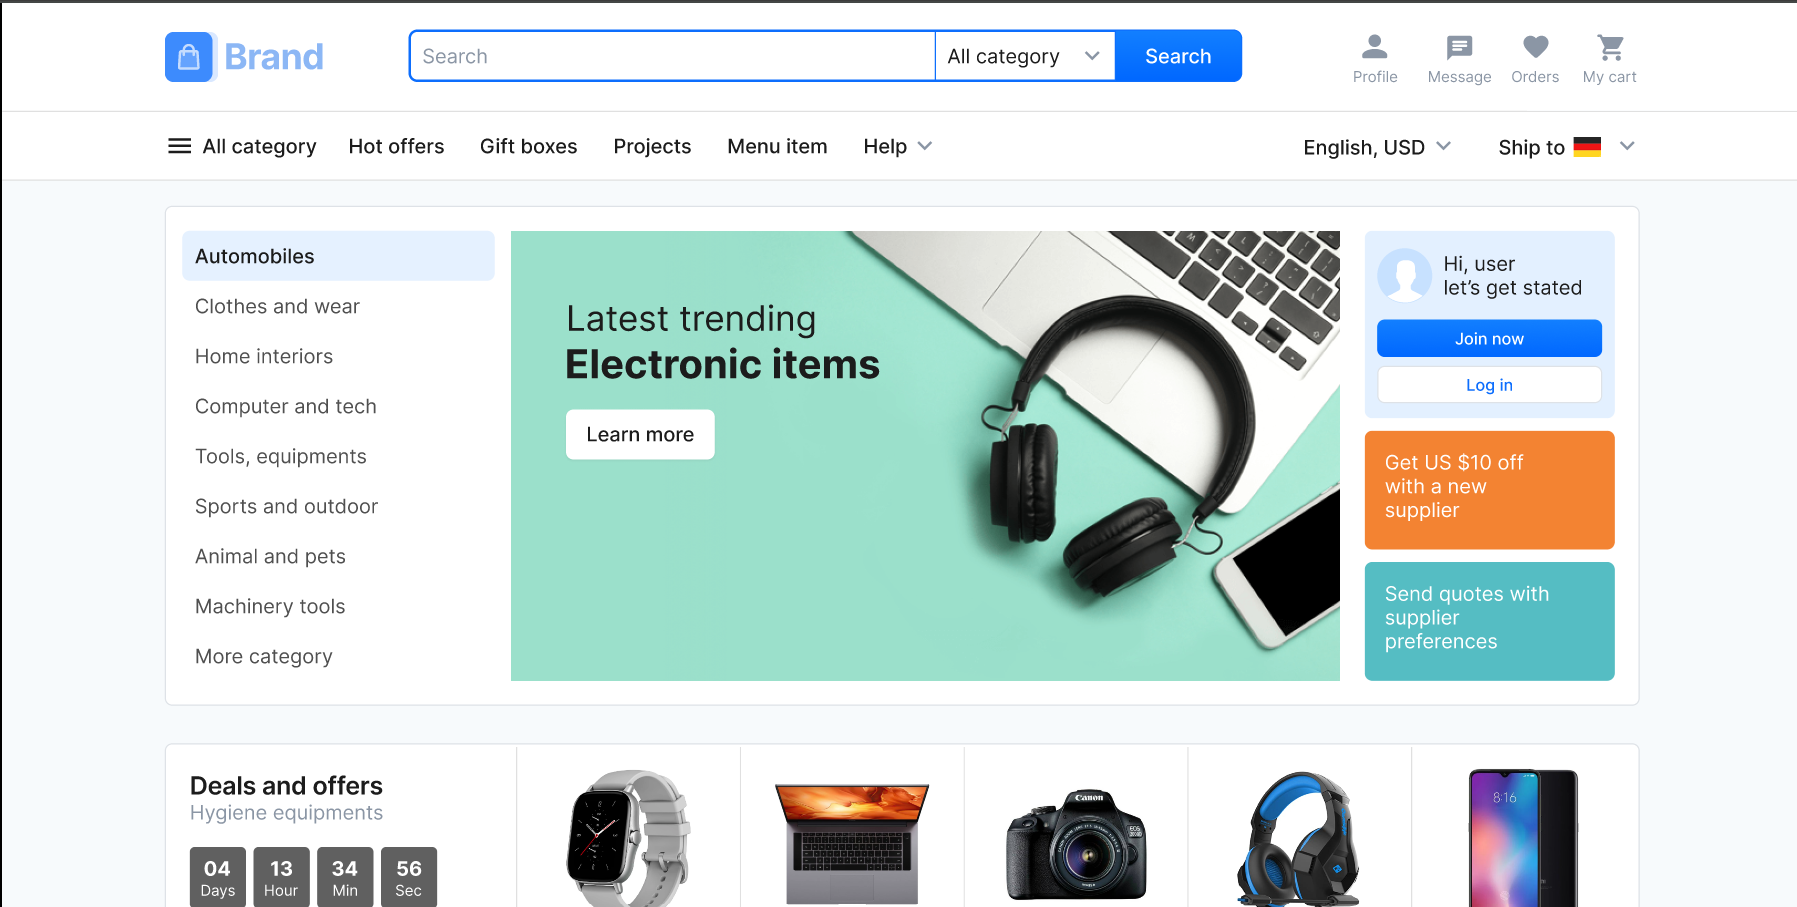 Brand
Search
All category
Search
Profile
Message
Orders
My cart
All category
Hot offers
Gift boxes
Projects
Menu item
Help
English, USD
Ship to
Automobiles
Clothes and wear
Home interiors
Computer and tech
Tools, equipments
Sports and outdoor
Animal and pets
Machinery tools
More category
Latest trending
Electronic items
Learn more
Hi, user
let’s get stated
Join now
Log in
Get US $10 off
with a new
supplier
Send quotes with
supplier
preferences
Deals and offers
Hygiene equipments
04
Days
13
Hour
34
Min
56
Sec
Canon
EOS
8:16